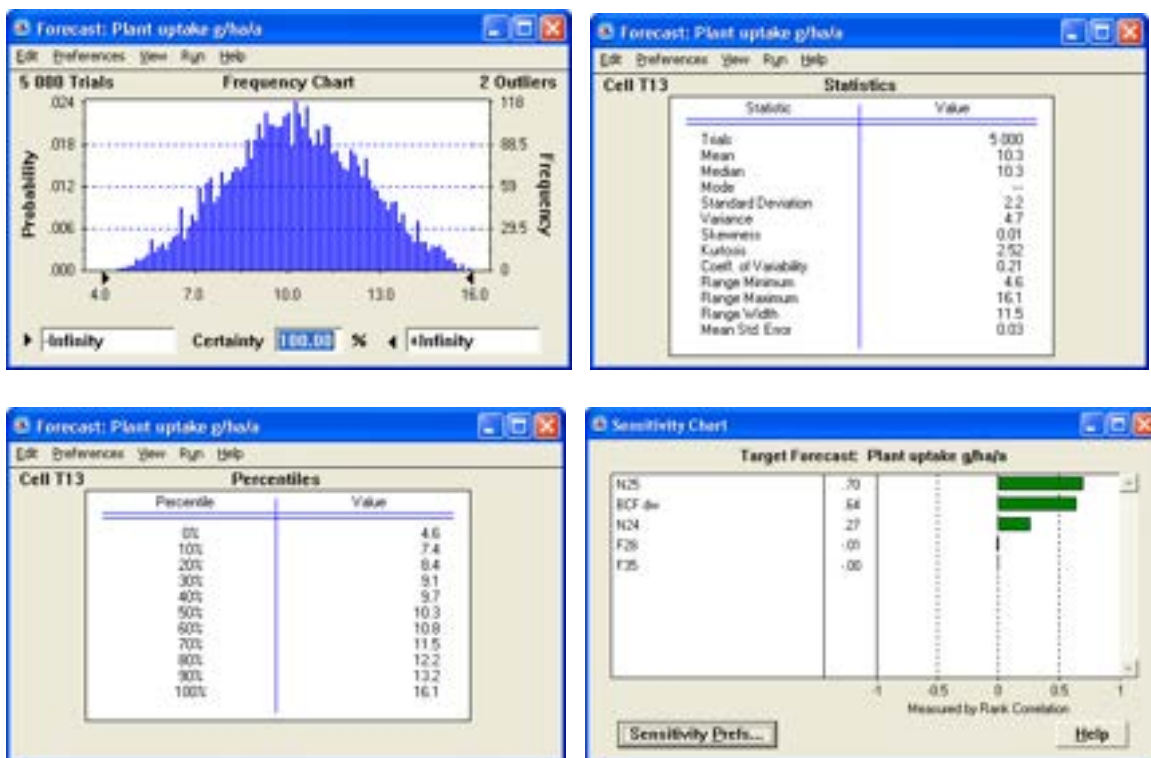 Forecast: Plant uptake g/ha/a
Edit Preferences View Run Help
5 000 Trials Frequency Chart 2 Outliers
.024 118
.018 88.5
.012 59
.006 29.5
.000 0
Probability
Frequency
4.0 7.0 10.0 13.0 16.0
-Infinity Certainty 100.00 % +Infinity
Forecast: Plant uptake g/ha/a
Edit Preferences View Run Help
Cell T13 Statistics
Statistic Value
Trials 5 000
Mean 10.3
Median 10.3
Mode ---
Standard Deviation 2.2
Variance 4.7
Skewness 0.01
Kurtosis 2.52
Coeff. of Variability 0.21
Range Minimum 4.6
Range Maximum 16.1
Range Width 11.5
Mean Std. Error 0.03
Forecast: Plant uptake g/ha/a
Edit Preferences View Run Help
Cell T13 Percentiles
Percentile Value
0% 4.6
10% 7.4
20% 8.4
30% 9.1
40% 9.7
50% 10.3
60% 10.8
70% 11.5
80% 12.2
90% 13.2
100% 16.1
Sensitivity Chart
Target Forecast: Plant uptake g/ha/a
N25 .70
BCF dw .64
N24 .27
F28 -.01
F35 -.00
-1 -0.5 0 0.5 1
Measured by Rank Correlation
Sensitivity Prefs... Help